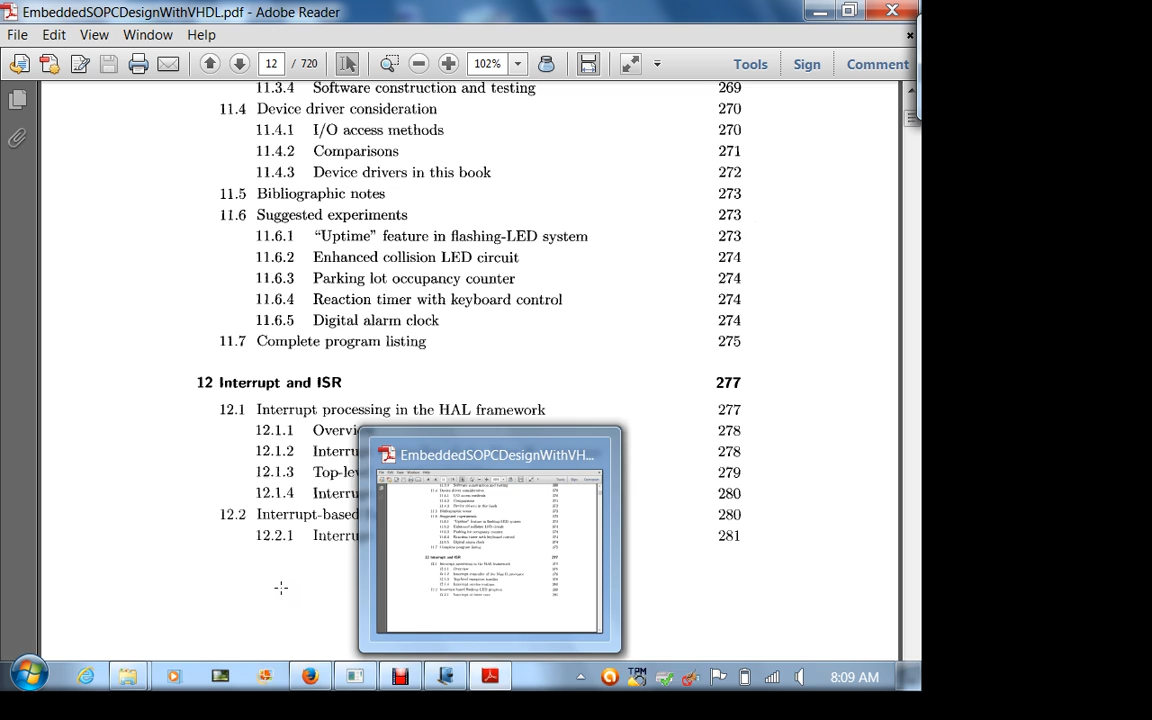 EmbeddedSOPCDesignWithVHDL.pdf - Adobe Reader
File Edit View Window Help
12 / 720 102% Tools Sign Comment
11.3.4 Software construction and testing 269
11.4 Device driver consideration 270
11.4.1 I/O access methods 270
11.4.2 Comparisons 271
11.4.3 Device drivers in this book 272
11.5 Bibliographic notes 273
11.6 Suggested experiments 273
11.6.1 “Uptime” feature in flashing-LED system 273
11.6.2 Enhanced collision LED circuit 274
11.6.3 Parking lot occupancy counter 274
11.6.4 Reaction timer with keyboard control 274
11.6.5 Digital alarm clock 274
11.7 Complete program listing 275
12 Interrupt and ISR 277
12.1 Interrupt processing in the HAL framework 277
12.1.1 Overvi 278
12.1.2 Interru 278
12.1.3 Top-lev 279
12.1.4 Interru 280
12.2 Interrupt-based 280
12.2.1 Interru 281
EmbeddedSOPCDesignWithVH...
8:09 AM